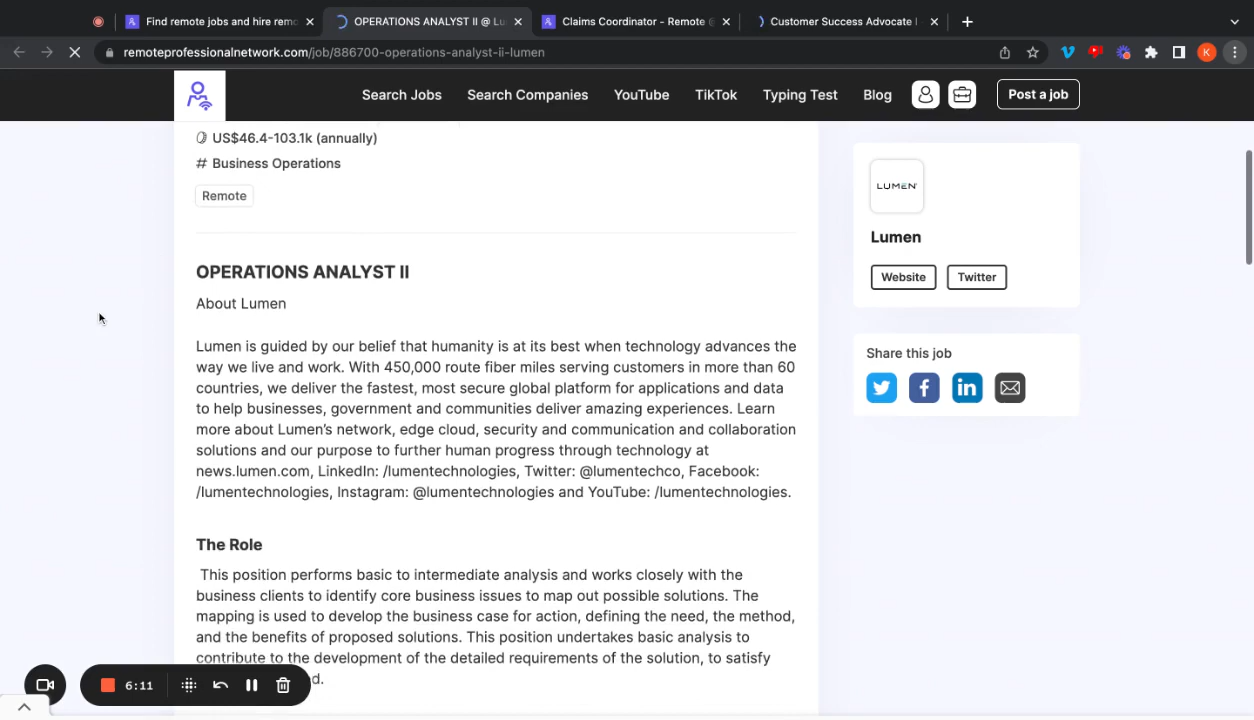 Find remote jobs and hire remo
OPERATIONS ANALYST II @ Lu
Claims Coordinator - Remote @
Customer Success Advocate
remoteprofessionalnetwork.com/job/886700-operations-analyst-ii-lumen
K
Search Jobs Search Companies YouTube TikTok Typing Test Blog Post a job
US$46.4-103.1k (annually)
# Business Operations
Remote
OPERATIONS ANALYST II
About Lumen
Lumen is guided by our belief that humanity is at its best when technology advances the
way we live and work. With 450,000 route fiber miles serving customers in more than 60
countries, we deliver the fastest, most secure global platform for applications and data
to help businesses, government and communities deliver amazing experiences. Learn
more about Lumen’s network, edge cloud, security and communication and collaboration
solutions and our purpose to further human progress through technology at
news.lumen.com, LinkedIn: /lumentechnologies, Twitter: @lumentechco, Facebook:
/lumentechnologies, Instagram: @lumentechnologies and YouTube: /lumentechnologies.
The Role
This position performs basic to intermediate analysis and works closely with the
business clients to identify core business issues to map out possible solutions. The
mapping is used to develop the business case for action, defining the need, the method,
and the benefits of proposed solutions. This position undertakes basic analysis to
contribute to the development of the detailed requirements of the solution, to satisfy
d.
LUMEN
Lumen
Website Twitter
Share this job
6:11